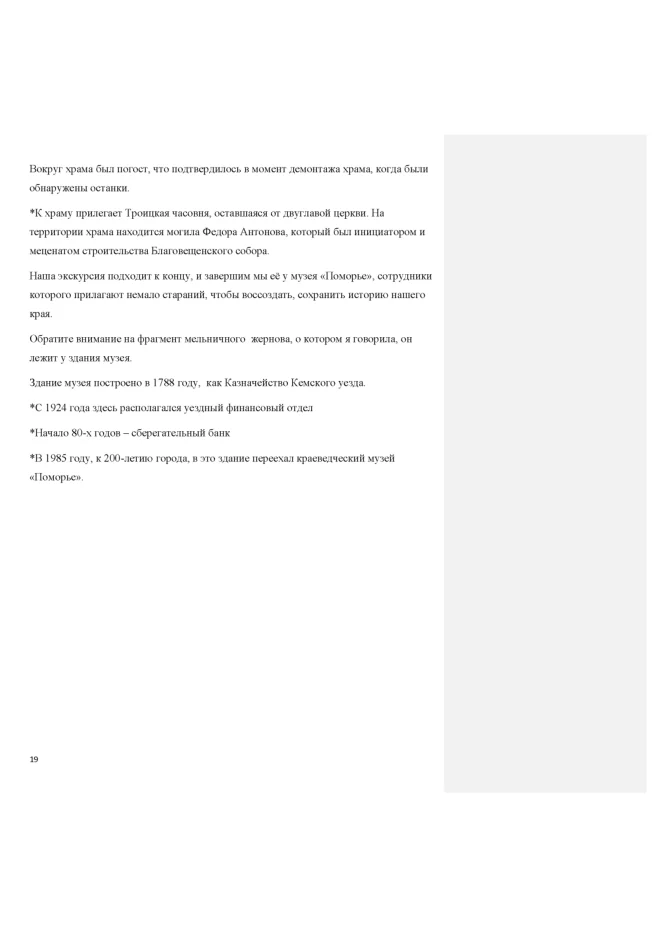 Вокруг храма был погост, что подтвердилось в момент демонтажа храма, когда были
обнаружены останки.
*К храму прилегает Троицкая часовня, оставшаяся от двуглавой церкви. На
территории храма находится могила Федора Антонова, который был инициатором и
меценатом строительства Благовещенского собора.
Наша экскурсия подходит к концу, и завершим мы её у музея «Поморье», сотрудники
которого прилагают немало стараний, чтобы воссоздать, сохранить историю нашего
края.
Обратите внимание на фрагмент мельничного  жернова, о котором я говорила, он
лежит у здания музея.
Здание музея построено в 1788 году,  как Казначейство Кемского уезда.
*С 1924 года здесь располагался уездный финансовый отдел
*Начало 80-х годов – сберегательный банк
*В 1985 году, к 200-летию города, в это здание переехал краеведческий музей
«Поморье».
19